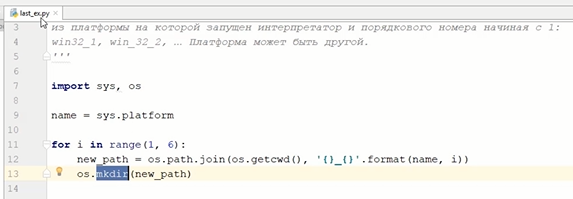 last_ex.py
3 из платформы на которой запущен интерпретатор и порядкового номера начиная с 1:
4 win32_1, win_32_2, … Платформа может быть другой.
5 '''
6
7 import sys, os
8
9 name = sys.platform
10
11 for i in range(1, 6):
12 new_path = os.path.join(os.getcwd(), '{}_{}'.format(name, i))
13 os.mkdir(new_path)
14